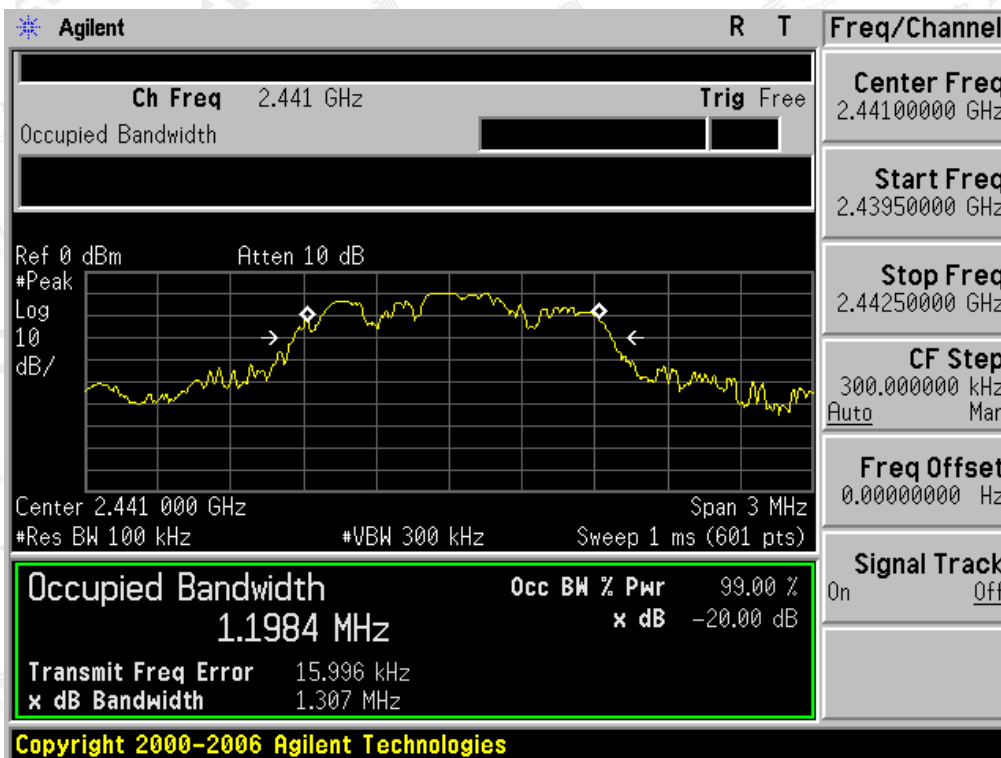 Agilent R T Freq/Channel
Ch Freq 2.441 GHz Trig Free
Occupied Bandwidth
Center Freq
2.44100000 GHz
Start Freq
2.43950000 GHz
Stop Freq
2.44250000 GHz
CF Step
300.000000 kHz
Auto Man
Freq Offset
0.00000000 Hz
Signal Track
On Off
Ref 0 dBm Atten 10 dB
#Peak
Log
10
dB/
Center 2.441 000 GHz Span 3 MHz
#Res BW 100 kHz #VBW 300 kHz Sweep 1 ms (601 pts)
Occupied Bandwidth Occ BW % Pwr 99.00 %
1.1984 MHz x dB -20.00 dB
Transmit Freq Error 15.996 kHz
x dB Bandwidth 1.307 MHz
Copyright 2000-2006 Agilent Technologies